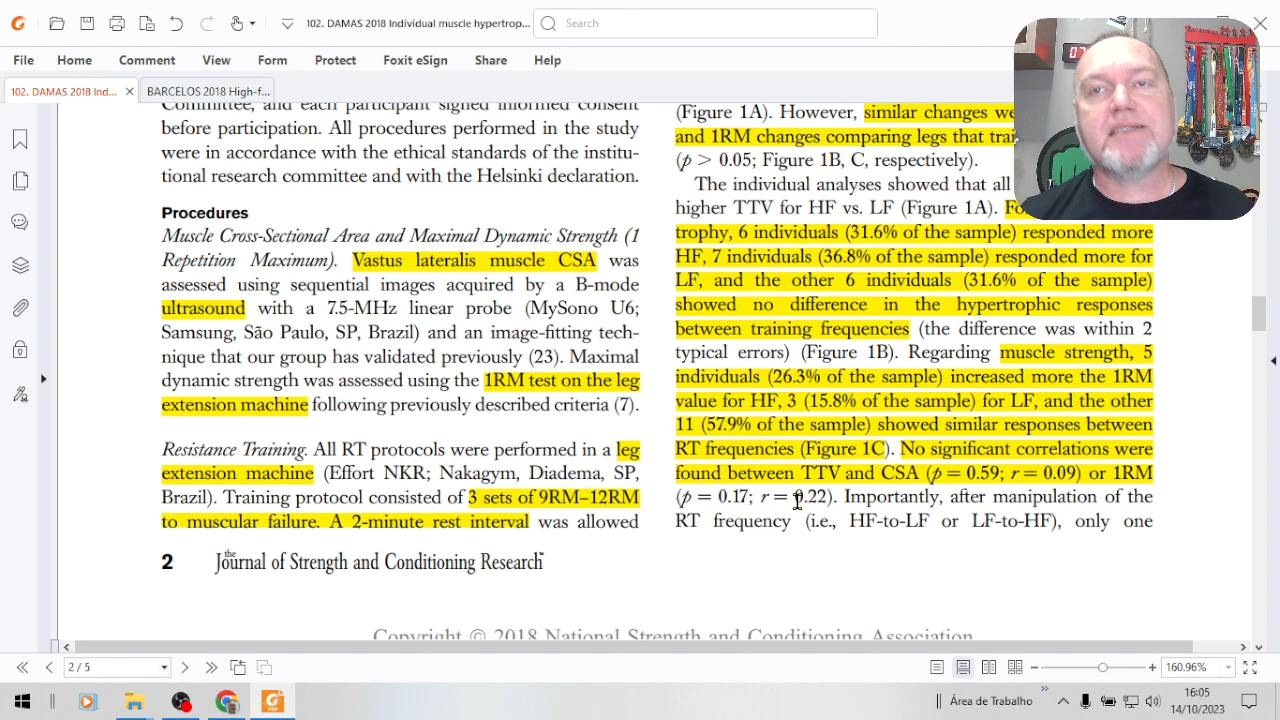 102. DAMAS 2018 Individual muscle hypertrop...
Search
File Home Comment View Form Protect Foxit eSign Share Help
102. DAMAS 2018 Ind...
BARCELOS 2018 High-f...
Committee, and each participant signed informed consent
before participation. All procedures performed in the study
were in accordance with the ethical standards of the institu-
tional research committee and with the Helsinki declaration.
Procedures
Muscle Cross-Sectional Area and Maximal Dynamic Strength (1
Repetition Maximum). Vastus lateralis muscle CSA was
assessed using sequential images acquired by a B-mode
ultrasound with a 7.5-MHz linear probe (MySono U6;
Samsung, São Paulo, SP, Brazil) and an image-fitting tech-
nique that our group has validated previously (23). Maximal
dynamic strength was assessed using the 1RM test on the leg
extension machine following previously described criteria (7).
Resistance Training. All RT protocols were performed in a leg
extension machine (Effort NKR; Nakagym, Diadema, SP,
Brazil). Training protocol consisted of 3 sets of 9RM–12RM
to muscular failure. A 2-minute rest interval was allowed
(Figure 1A). However, similar changes we
and 1RM changes comparing legs that trai
(p > 0.05; Figure 1B, C, respectively).
The individual analyses showed that all
higher TTV for HF vs. LF (Figure 1A).
trophy, 6 individuals (31.6% of the sample) responded more
HF, 7 individuals (36.8% of the sample) responded more for
LF, and the other 6 individuals (31.6% of the sample)
showed no difference in the hypertrophic responses
between training frequencies (the difference was within 2
typical errors) (Figure 1B). Regarding muscle strength, 5
individuals (26.3% of the sample) increased more the 1RM
value for HF, 3 (15.8% of the sample) for LF, and the other
11 (57.9% of the sample) showed similar responses between
RT frequencies (Figure 1C). No significant correlations were
found between TTV and CSA (p = 0.59; r = 0.09) or 1RM
(p = 0.17; r = 0.22). Importantly, after manipulation of the
RT frequency (i.e., HF-to-LF or LF-to-HF), only one
2 the Journal of Strength and Conditioning Research
Copyright © 2018 National Strength and Conditioning Association
2 / 5
160.96%
Área de Trabalho
16:05
14/10/2023